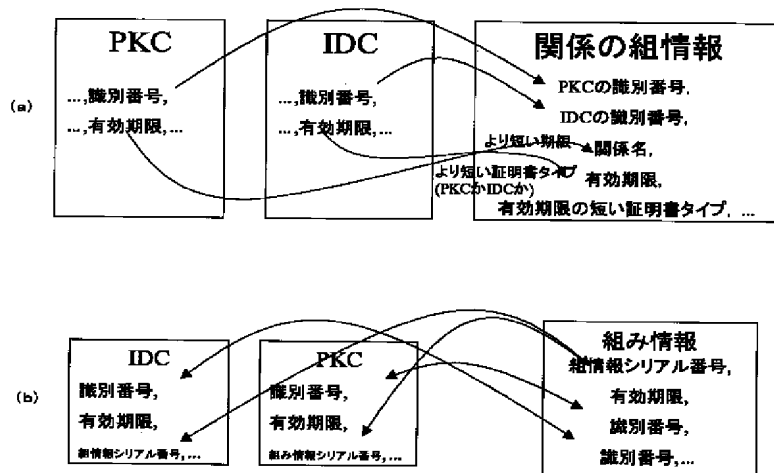 (a)
PKC
…,識別番号,
…,有効期限,…
IDC
…,識別番号,
…,有効期限,…
関係の組情報
PKCの識別番号,
IDCの識別番号,
より短い期限
関係名,
より短い証明書タイプ
(PKCかIDCか)
有効期限,
有効期限の短い証明書タイプ, …
(b)
IDC
識別番号,
有効期限,
組情報シリアル番号,…
PKC
識別番号,
有効期限,
組み情報シリアル番号,…
組み情報
組情報シリアル番号,
有効期限,
識別番号,
識別番号,…